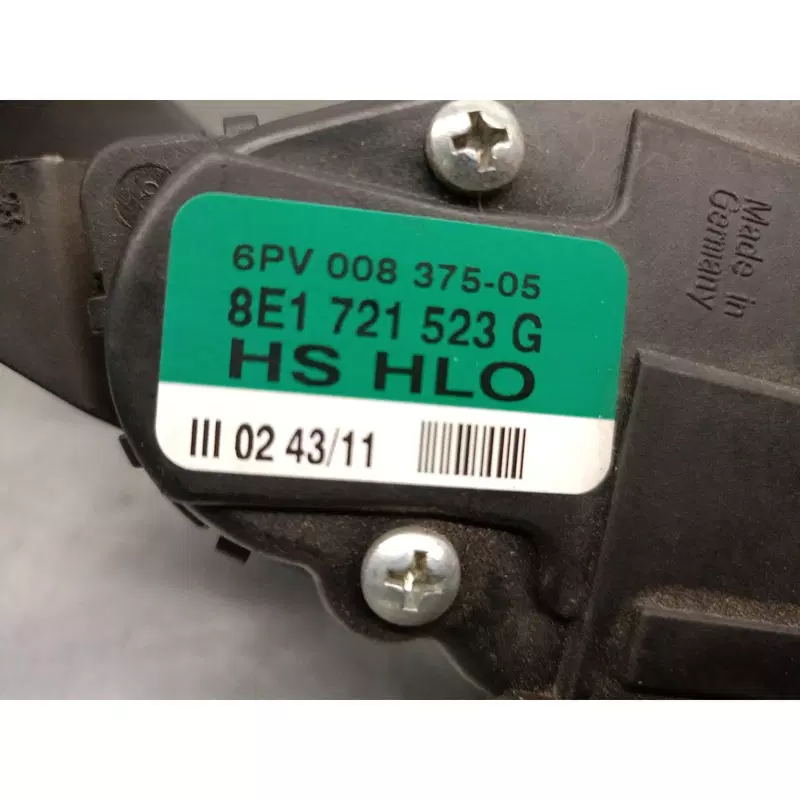 6PV 008 375-05
8E1 721 523 G
HS HLO
III 02 43/11
Made in
Germany